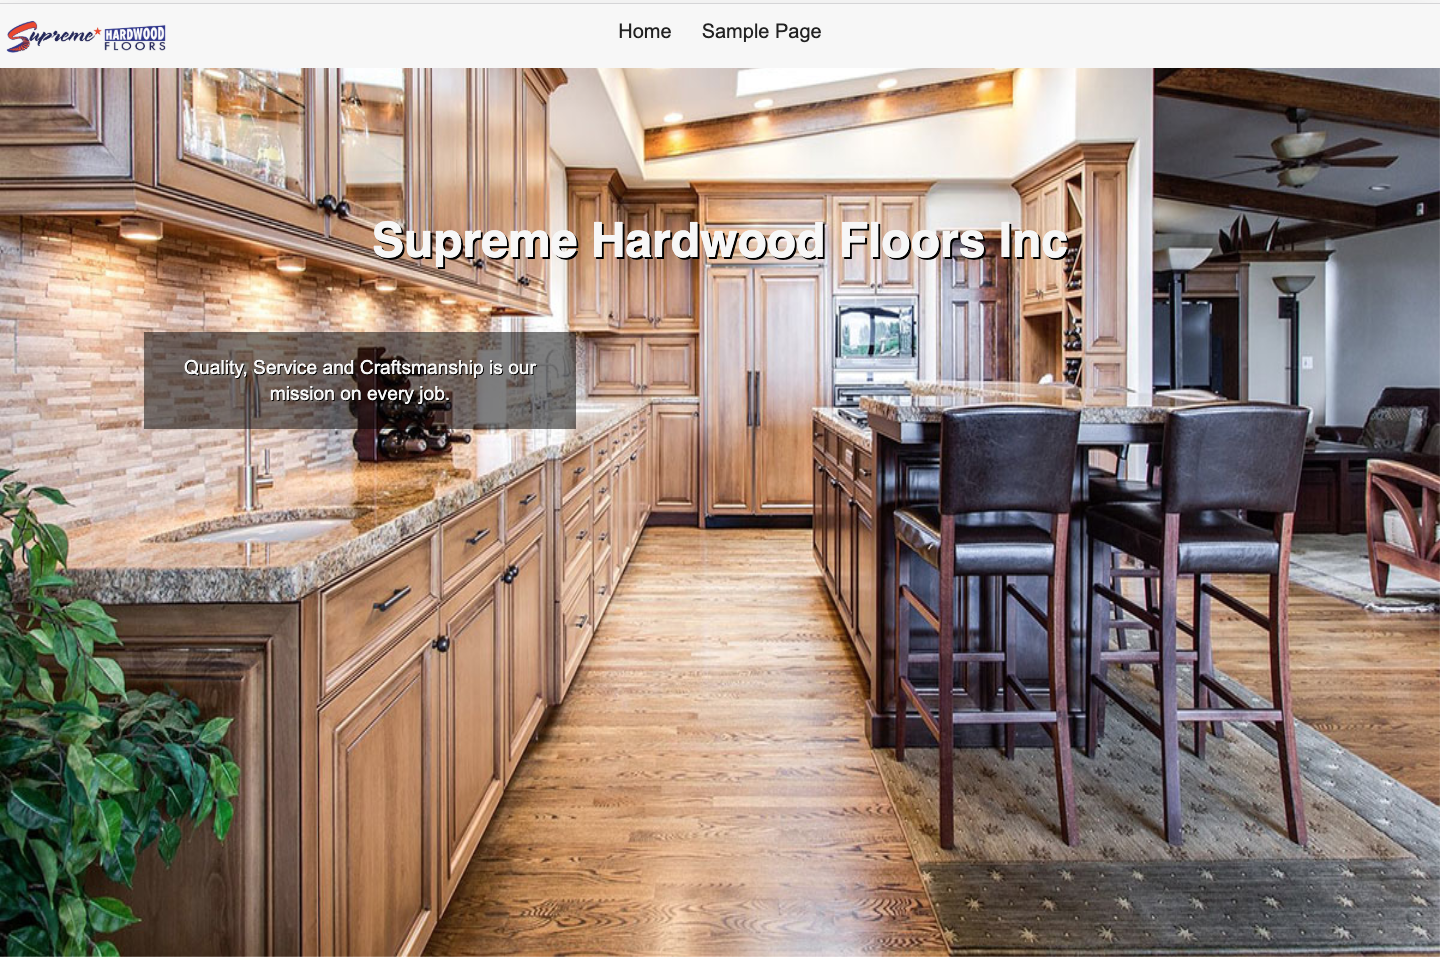 Supreme HARDWOOD
FLOORS
Home Sample Page
Supreme Hardwood Floors Inc
Quality, Service and Craftsmanship is our
mission on every job.